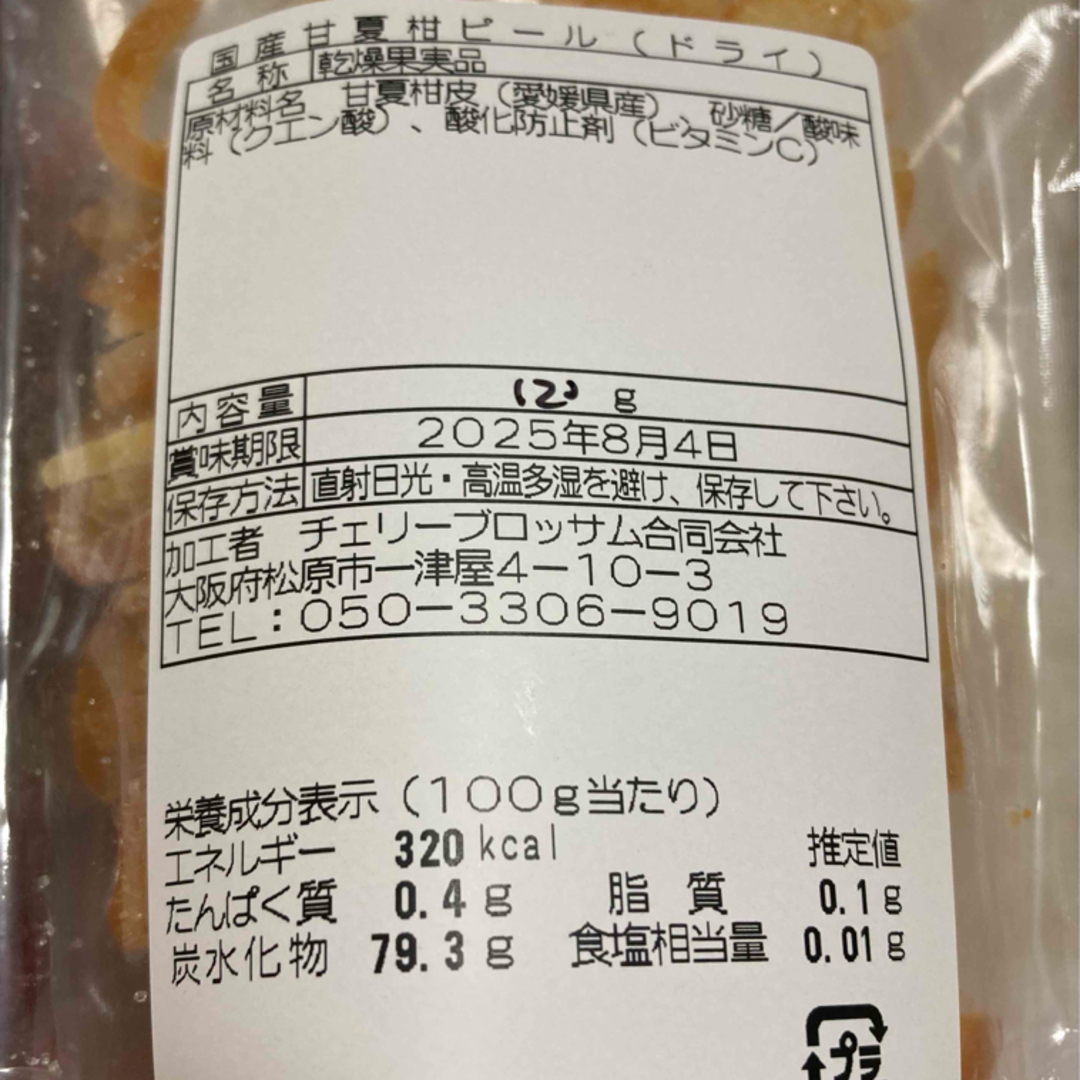 国産甘夏柑ピール（ドライ）
名称 乾燥果実品
原材料名 甘夏柑皮（愛媛県産）、砂糖／酸味
料（クエン酸）、酸化防止剤（ビタミンC）
内容量 g
賞味期限 2025年8月4日
保存方法 直射日光・高温多湿を避け、保存して下さい。
加工者 チェリーブロッサム合同会社
大阪府松原市一津屋4－10－3
TEL：050－3306－9019
栄養成分表示（100g当たり）
エネルギー 320kcal 推定値
たんぱく質 0.4g 脂質 0.1g
炭水化物 79.3g 食塩相当量 0.01g
プラ